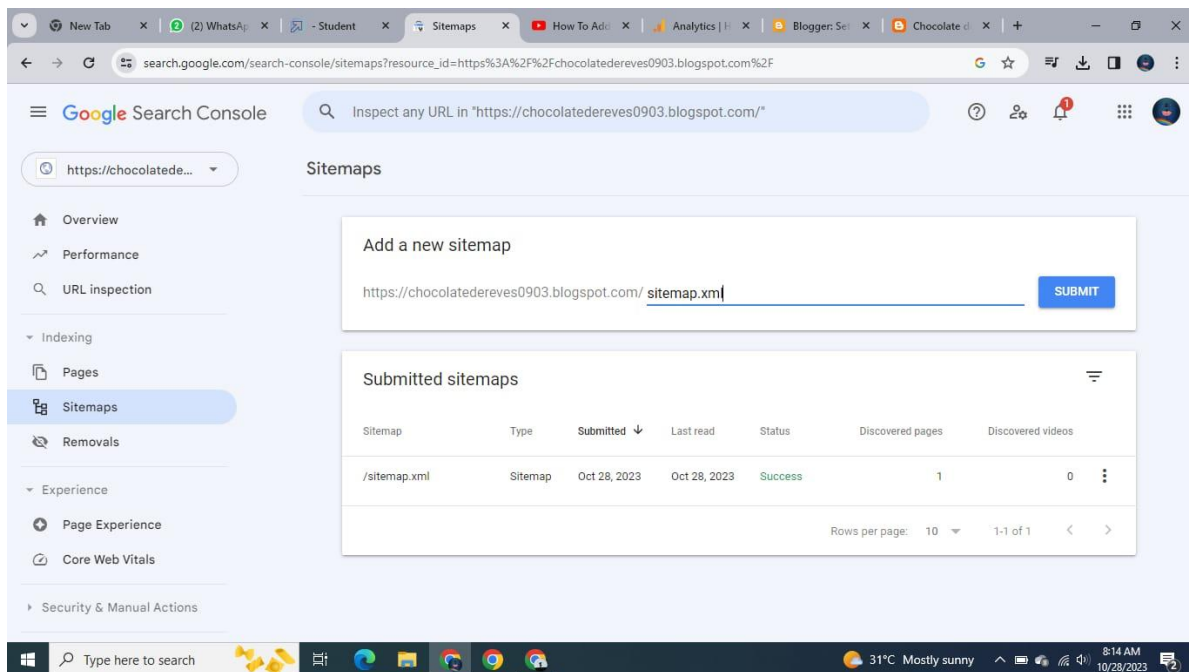 New Tab (2) WhatsAp - Student Sitemaps How To Add Analytics | H Blogger: Set Chocolate d
search.google.com/search-console/sitemaps?resource_id=https%3A%2F%2Fchocolatedereves0903.blogspot.com%2F
Google Search Console
Inspect any URL in "https://chocolatedereves0903.blogspot.com/"
1
https://chocolatede...
Sitemaps
Overview
Performance
URL inspection
Indexing
Pages
Sitemaps
Removals
Experience
Page Experience
Core Web Vitals
Security & Manual Actions
Add a new sitemap
https://chocolatedereves0903.blogspot.com/ sitemap.xml
SUBMIT
Submitted sitemaps
Sitemap Type Submitted Last read Status Discovered pages Discovered videos
/sitemap.xml Sitemap Oct 28, 2023 Oct 28, 2023 Success 1 0
Rows per page: 10 1-1 of 1
Type here to search
31°C Mostly sunny
8:14 AM
10/28/2023
2